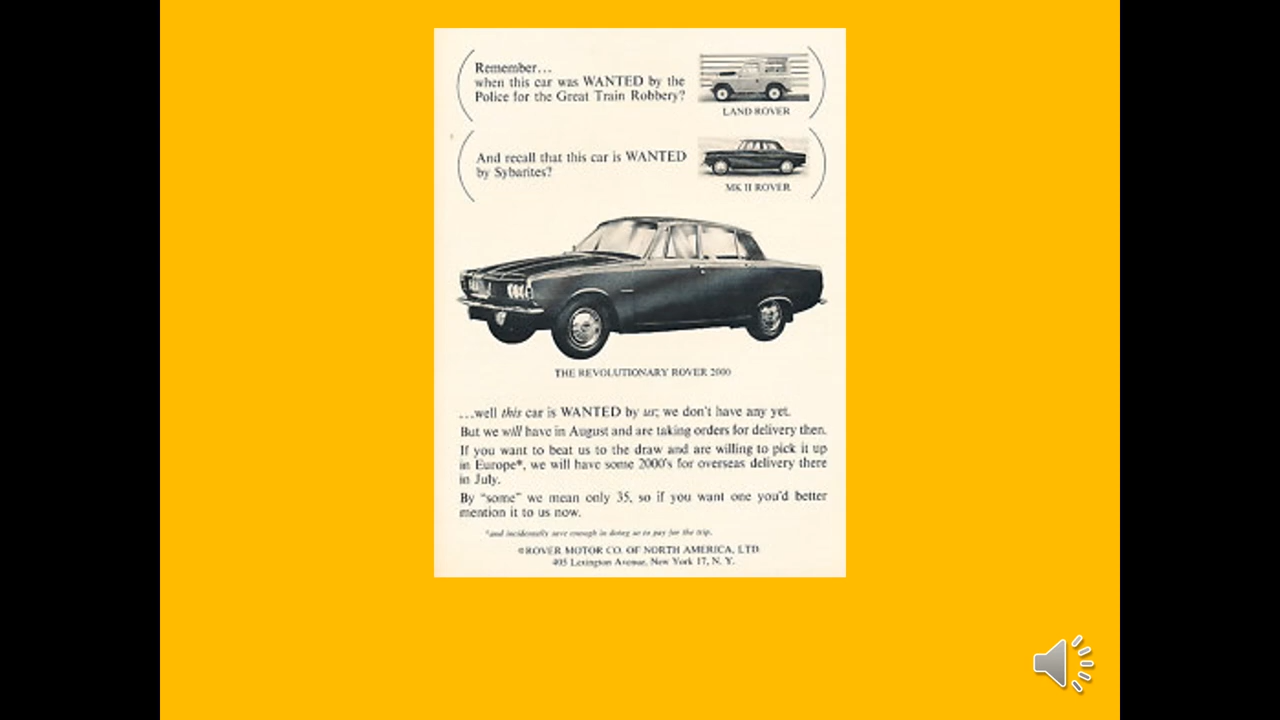 Remember...
when this car was WANTED by the
Police for the Great Train Robbery?
LAND ROVER
And recall that this car is WANTED
by Sybarites?
MK II ROVER
THE REVOLUTIONARY ROVER 2000
...well this car is WANTED by us; we don't have any yet.
But we will have in August and are taking orders for delivery then.
If you want to beat us to the draw and are willing to pick it up
in Europe*, we will have some 2000's for overseas delivery there
in July.
By "some" we mean only 35, so if you want one you'd better
mention it to us now.
*and incidentally save enough in doing so to pay for the trip.
®ROVER MOTOR CO. OF NORTH AMERICA, LTD.
405 Lexington Avenue, New York 17, N. Y.